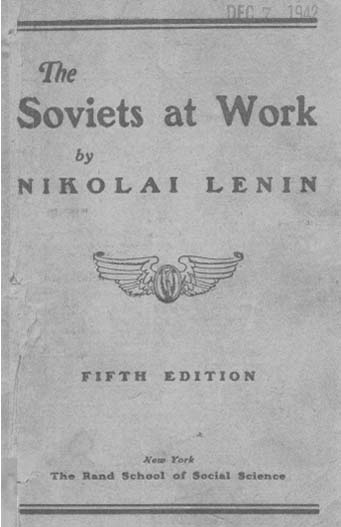 DEC 7 1942
The
Soviets at Work
by
NIKOLAI LENIN
FIFTH EDITION
New York
The Rand School of Social Science